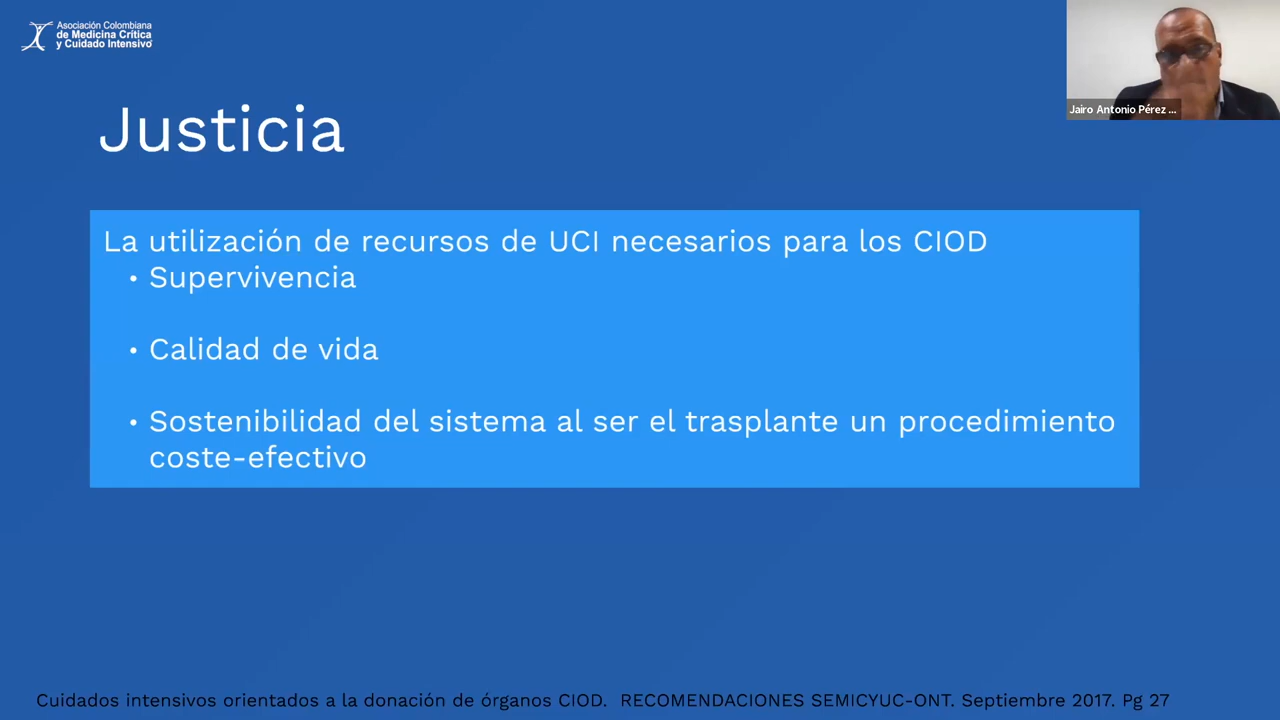 Asociación Colombiana
de Medicina Crítica
y Cuidado Intensivo
Jairo Antonio Pérez ...
Justicia
La utilización de recursos de UCI necesarios para los CIOD
• Supervivencia
• Calidad de vida
• Sostenibilidad del sistema al ser el trasplante un procedimiento
coste-efectivo
Cuidados intensivos orientados a la donación de órganos CIOD. RECOMENDACIONES SEMICYUC-ONT. Septiembre 2017. Pg 27